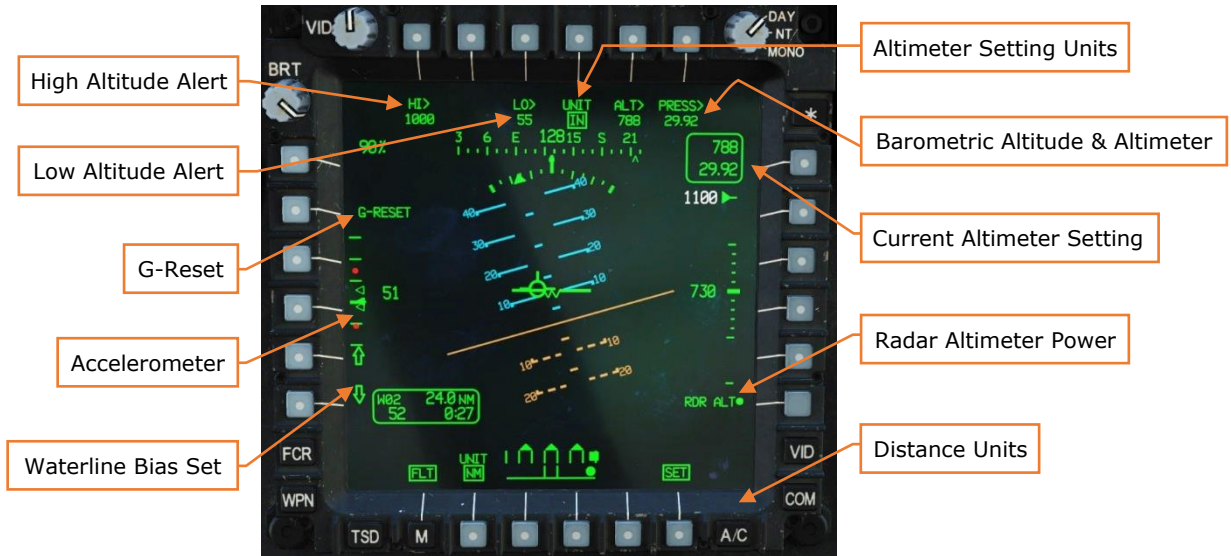 High Altitude Alert
Low Altitude Alert
G-Reset
Accelerometer
Waterline Bias Set
Altimeter Setting Units
Barometric Altitude & Altimeter
Current Altimeter Setting
Radar Altimeter Power
Distance Units
VID
DAY
NT
MONO
BRT
*
HI> LO> UNIT ALT> PRESS>
1000 55 IN 788 29.92
3 6 E 128 15 S 21
90%
788
29.92
1100
G-RESET
40 40
30 30
20 20
10 10
51
730
10 10
20 20
W02 24.0 NM
52 0:27
RDR ALT
UNIT
FLT NM SET
FCR
VID
WPN
COM
TSD M A/C